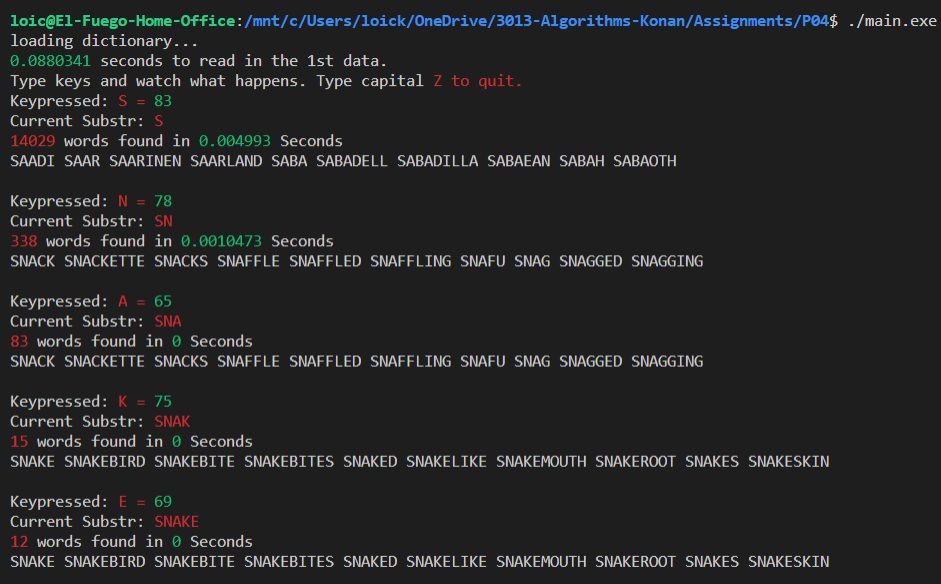 loic@El-Fuego-Home-Office:/mnt/c/Users/loick/OneDrive/3013-Algorithms-Konan/Assignments/P04$ ./main.exe
loading dictionary...
0.0880341 seconds to read in the 1st data.
Type keys and watch what happens. Type capital Z to quit.
Keypressed: S = 83
Current Substr: S
14029 words found in 0.004993 Seconds
SAADI SAAR SAARINEN SAARLAND SABA SABADELL SABADILLA SABAEAN SABAH SABAOTH
Keypressed: N = 78
Current Substr: SN
338 words found in 0.0010473 Seconds
SNACK SNACKETTE SNACKS SNAFFLE SNAFFLED SNAFFLING SNAFU SNAG SNAGGED SNAGGING
Keypressed: A = 65
Current Substr: SNA
83 words found in 0 Seconds
SNACK SNACKETTE SNACKS SNAFFLE SNAFFLED SNAFFLING SNAFU SNAG SNAGGED SNAGGING
Keypressed: K = 75
Current Substr: SNAK
15 words found in 0 Seconds
SNAKE SNAKEBIRD SNAKEBITE SNAKEBITES SNAKED SNAKELIKE SNAKEMOUTH SNAKEROOT SNAKES SNAKESKIN
Keypressed: E = 69
Current Substr: SNAKE
12 words found in 0 Seconds
SNAKE SNAKEBIRD SNAKEBITE SNAKEBITES SNAKED SNAKELIKE SNAKEMOUTH SNAKEROOT SNAKES SNAKESKIN